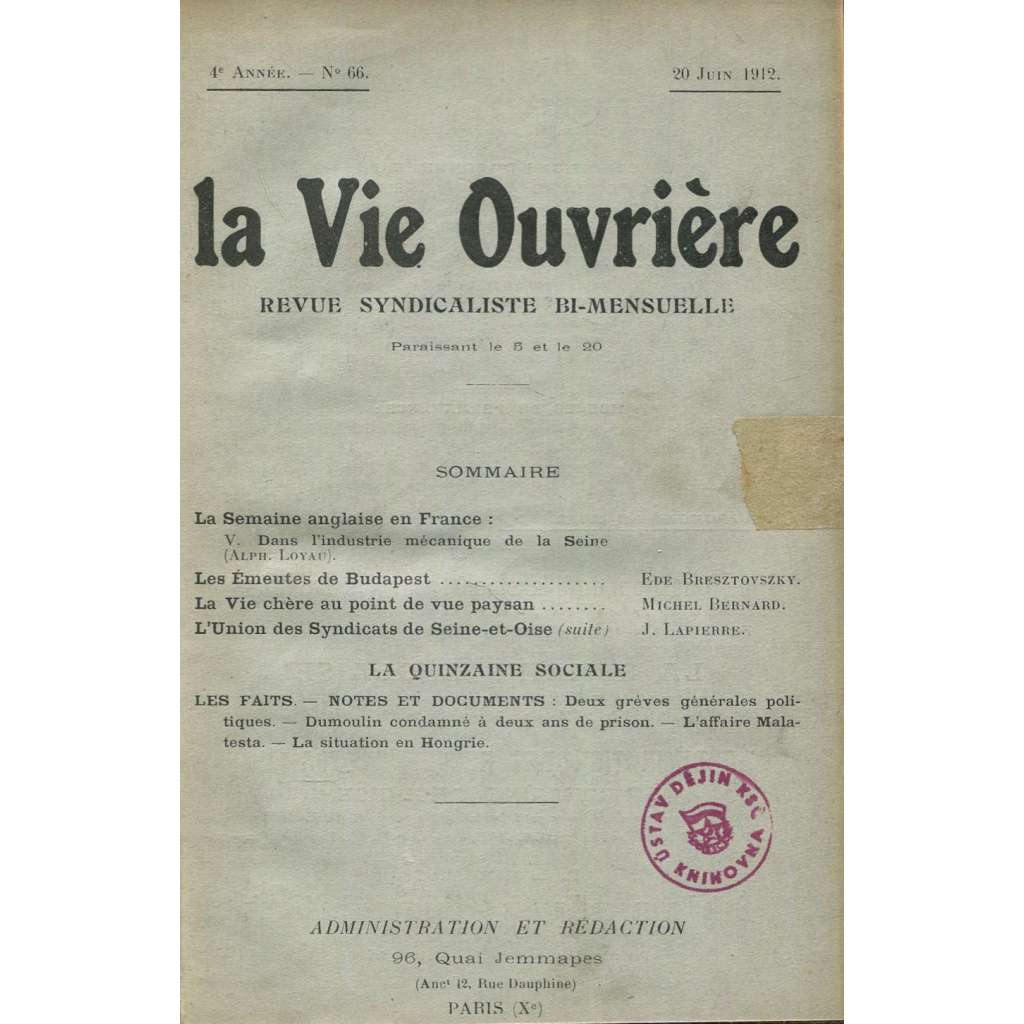 4e ANNÉE. — No 66.
20 JUIN 1912.
la Vie Ouvrière
REVUE SYNDICALISTE BI-MENSUELLE
Paraissant le 5 et le 20
SOMMAIRE
La Semaine anglaise en France :
V. Dans l'industrie mécanique de la Seine
(ALPH. LOYAU).
Les Émeutes de Budapest .................... EDE BRESZTOVSZKY.
La Vie chère au point de vue paysan ........ MICHEL BERNARD.
L'Union des Syndicats de Seine-et-Oise (suite) J. LAPIERRE.
LA QUINZAINE SOCIALE
LES FAITS. — NOTES ET DOCUMENTS : Deux grèves générales poli-
tiques. — Dumoulin condamné à deux ans de prison. — L'affaire Mala-
testa. — La situation en Hongrie.
ÚSTAV DĚJIN KSČ
KNIHOVNA
ADMINISTRATION ET RÉDACTION
96, Quai Jemmapes
(Anct 42, Rue Dauphine)
PARIS (Xe)